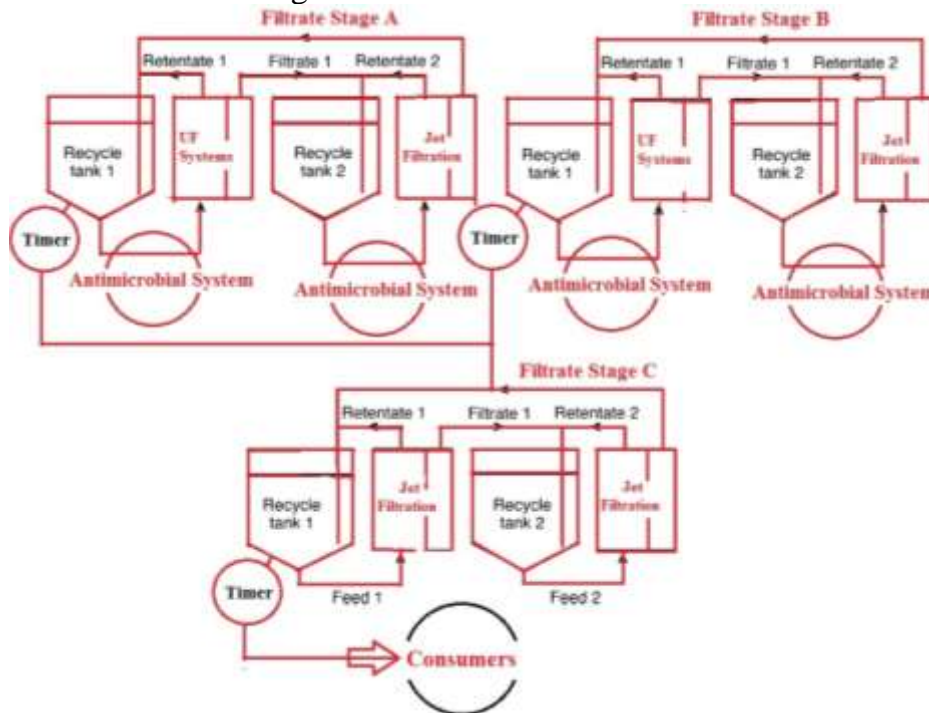 Filtrate Stage A
Filtrate Stage B
Retentate 1
Filtrate 1
Retentate 2
Retentate 1
Filtrate 1
Retentate 2
Recycle
tank 1
UF
Systems
Recycle
tank 2
Jet
Filtration
Recycle
tank 1
UF
Systems
Recycle
tank 2
Jet
Filtration
Timer
Antimicrobial System
Antimicrobial System
Timer
Antimicrobial System
Antimicrobial System
Filtrate Stage C
Retentate 1
Filtrate 1
Retentate 2
Recycle
tank 1
Jet
Filtration
Recycle
tank 2
Jet
Filtration
Timer
Feed 1
Feed 2
Consumers